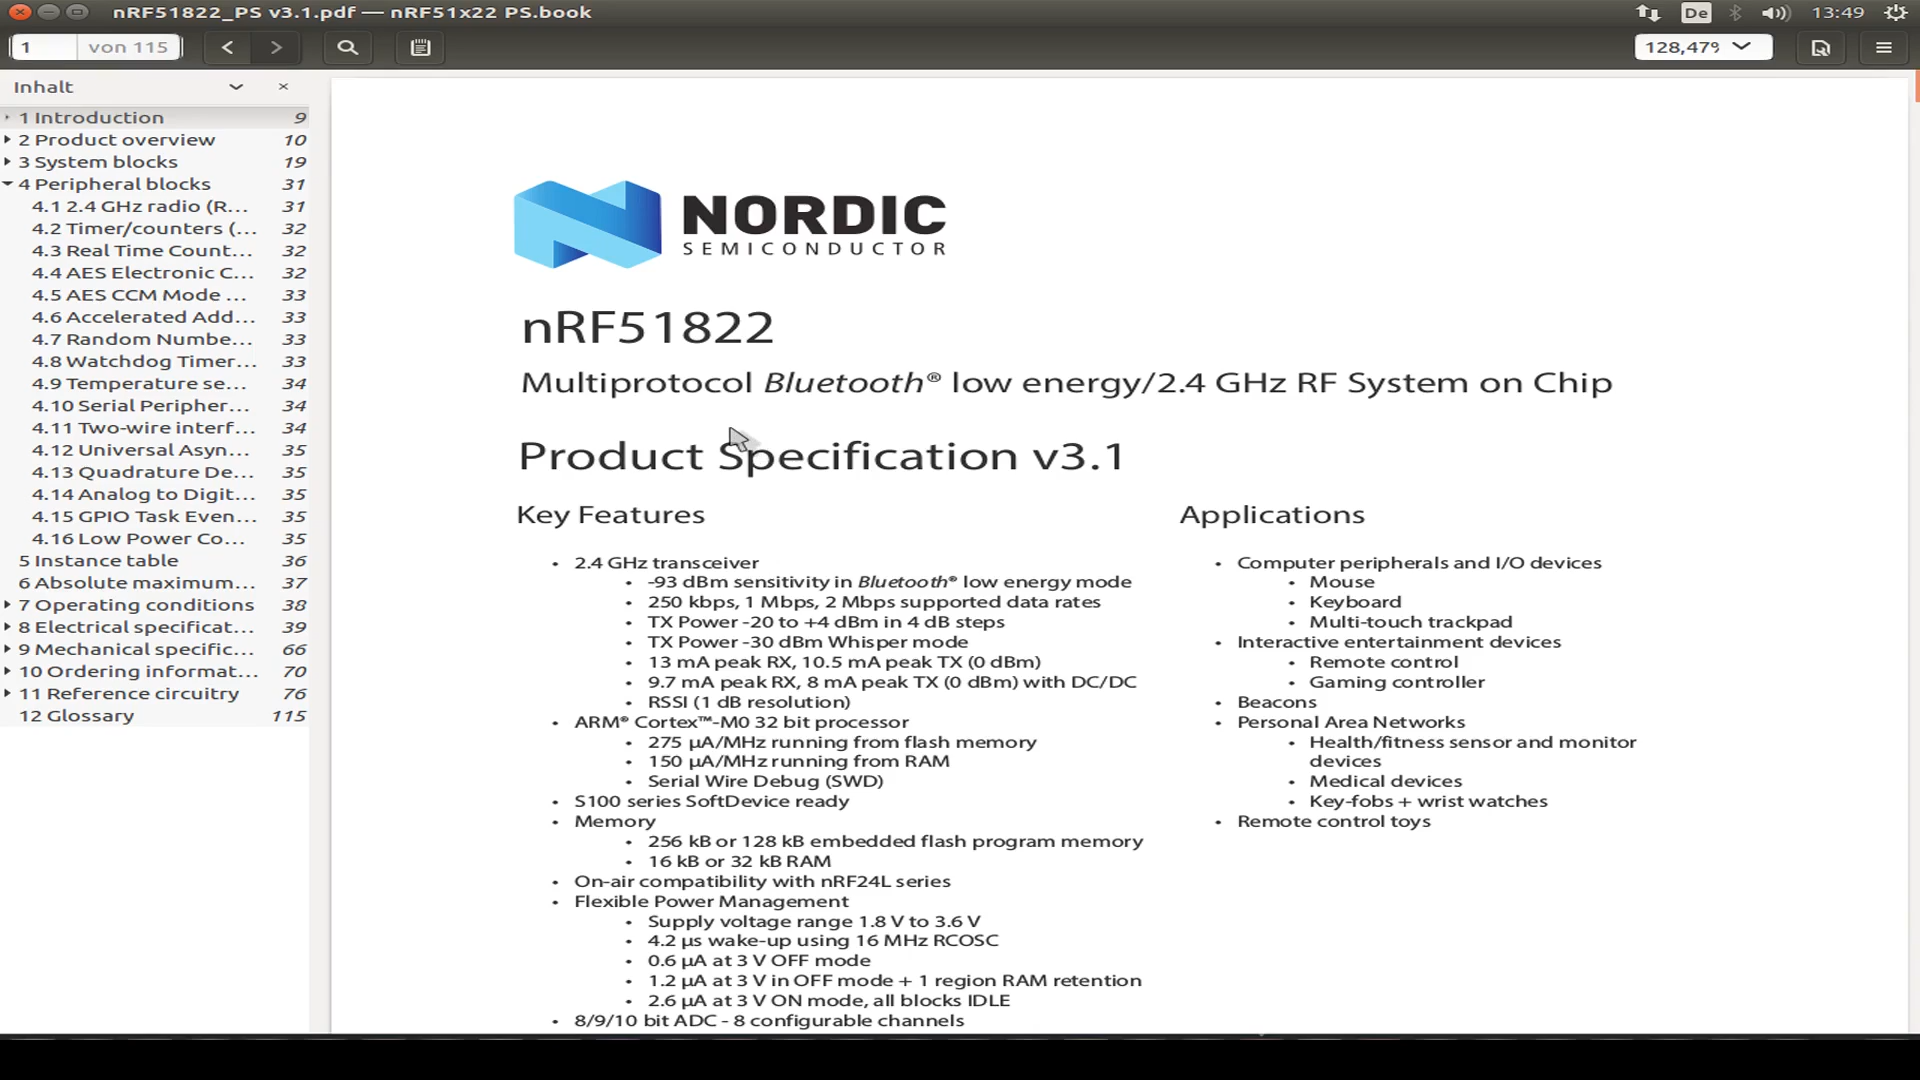 nRF51822_PS v3.1.pdf — nRF51x22 PS.book
De
13:49
1 von 115
128,47%
Inhalt
1 Introduction 9
2 Product overview 10
3 System blocks 19
4 Peripheral blocks 31
4.1 2.4 GHz radio (R... 31
4.2 Timer/counters (... 32
4.3 Real Time Count... 32
4.4 AES Electronic C... 32
4.5 AES CCM Mode ... 33
4.6 Accelerated Add... 33
4.7 Random Numbe... 33
4.8 Watchdog Timer... 33
4.9 Temperature se... 34
4.10 Serial Peripher... 34
4.11 Two-wire interf... 34
4.12 Universal Asyn... 35
4.13 Quadrature De... 35
4.14 Analog to Digit... 35
4.15 GPIO Task Even... 35
4.16 Low Power Co... 35
5 Instance table 36
6 Absolute maximum... 37
7 Operating conditions 38
8 Electrical specificat... 39
9 Mechanical specific... 66
10 Ordering informat... 70
11 Reference circuitry 76
12 Glossary 115
NORDIC
SEMICONDUCTOR
nRF51822
Multiprotocol Bluetooth® low energy/2.4 GHz RF System on Chip
Product Specification v3.1
Key Features
• 2.4 GHz transceiver
• -93 dBm sensitivity in Bluetooth® low energy mode
• 250 kbps, 1 Mbps, 2 Mbps supported data rates
• TX Power -20 to +4 dBm in 4 dB steps
• TX Power -30 dBm Whisper mode
• 13 mA peak RX, 10.5 mA peak TX (0 dBm)
• 9.7 mA peak RX, 8 mA peak TX (0 dBm) with DC/DC
• RSSI (1 dB resolution)
• ARM® Cortex™-M0 32 bit processor
• 275 μA/MHz running from flash memory
• 150 μA/MHz running from RAM
• Serial Wire Debug (SWD)
• S100 series SoftDevice ready
• Memory
• 256 kB or 128 kB embedded flash program memory
• 16 kB or 32 kB RAM
• On-air compatibility with nRF24L series
• Flexible Power Management
• Supply voltage range 1.8 V to 3.6 V
• 4.2 μs wake-up using 16 MHz RCOSC
• 0.6 μA at 3 V OFF mode
• 1.2 μA at 3 V in OFF mode + 1 region RAM retention
• 2.6 μA at 3 V ON mode, all blocks IDLE
• 8/9/10 bit ADC - 8 configurable channels
Applications
• Computer peripherals and I/O devices
• Mouse
• Keyboard
• Multi-touch trackpad
• Interactive entertainment devices
• Remote control
• Gaming controller
• Beacons
• Personal Area Networks
• Health/fitness sensor and monitor
devices
• Medical devices
• Key-fobs + wrist watches
• Remote control toys